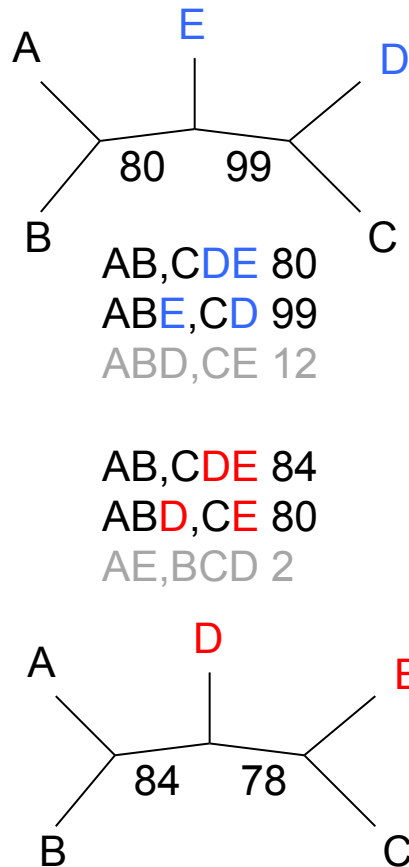 E
A
D
80 99
B
C
AB,CDE 80
ABE,CD 99
ABD,CE 12
AB,CDE 84
ABD,CE 80
AE,BCD 2
D
A
E
84 78
B
C